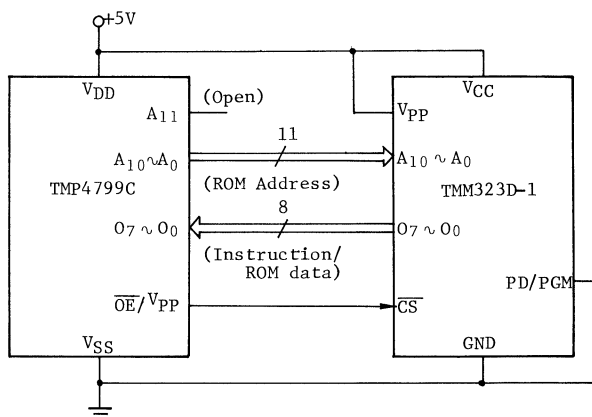 +5V
VDD
VCC
A11
(Open)
VPP
11
A10~A0
A10~A0
TMP4799C
(ROM Address)
TMM323D-1
8
O7~O0
O7~O0
(Instruction/
ROM data)
PD/PGM
OE/VPP
CS
VSS
GND